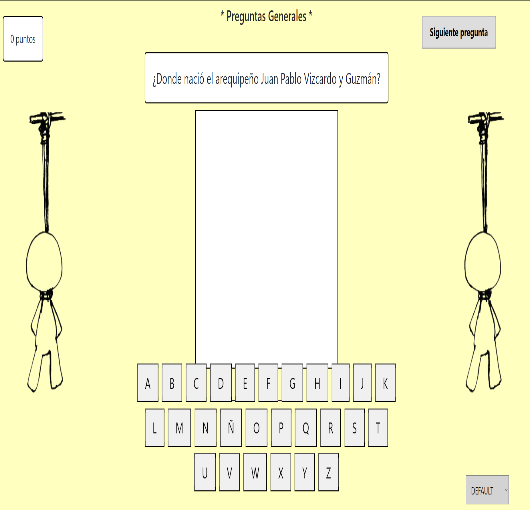 * Preguntas Generales *
0 puntos
Siguiente pregunta
¿Donde nació el arequipeño Juan Pablo Vizcardo y Guzmán?
A B C D E F G H I J K
L M N Ñ O P Q R S T
U V W X Y Z
DEFAULT